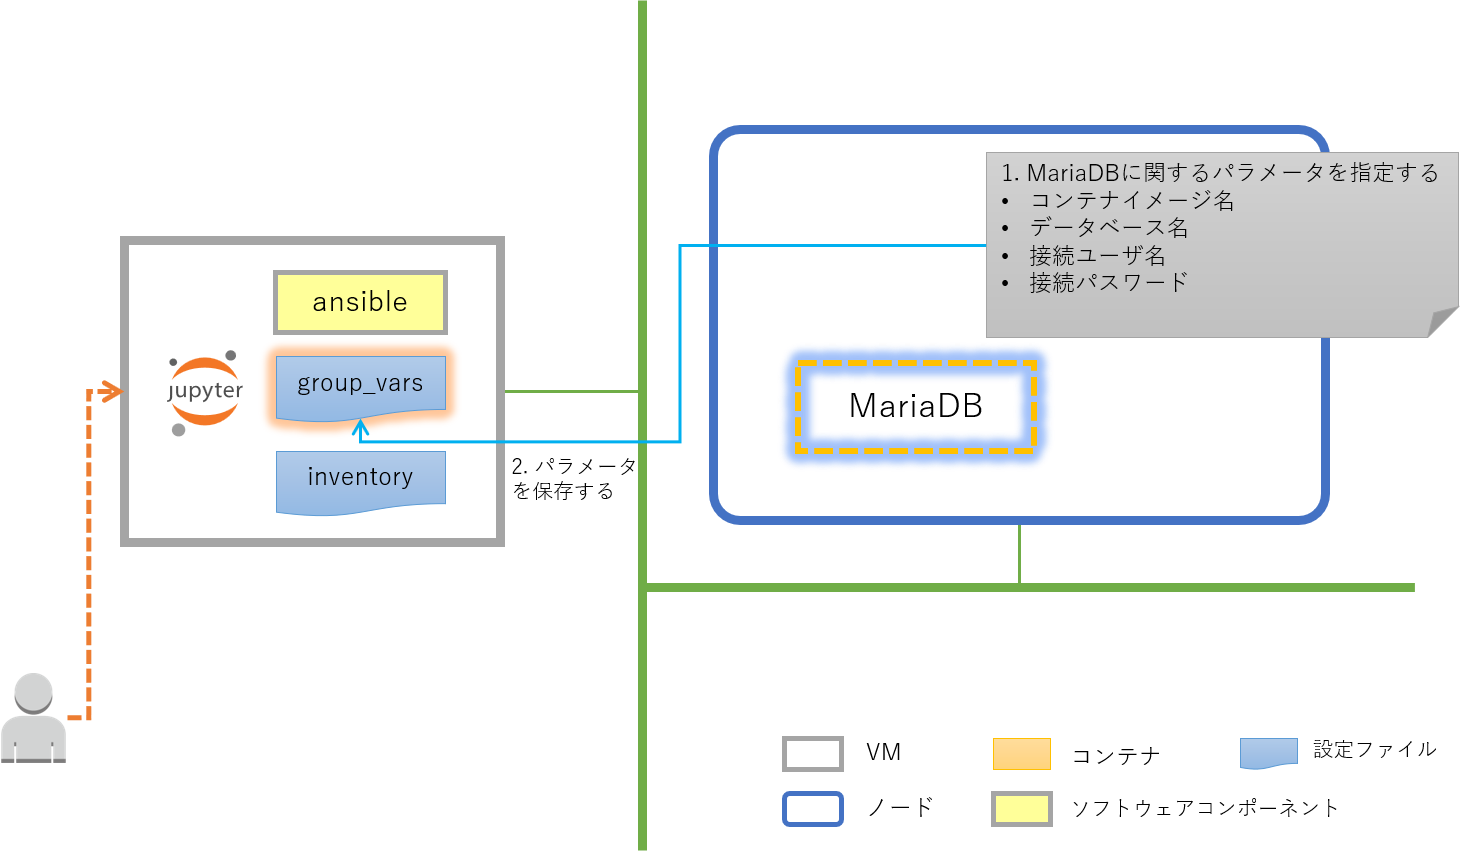 1. MariaDBに関するパラメータを指定する
• コンテナイメージ名
• データベース名
• 接続ユーザ名
• 接続パスワード
ansible
jupyter
group_vars
inventory
2. パラメータ
を保存する
MariaDB
VM
コンテナ
設定ファイル
ノード
ソフトウェアコンポーネント